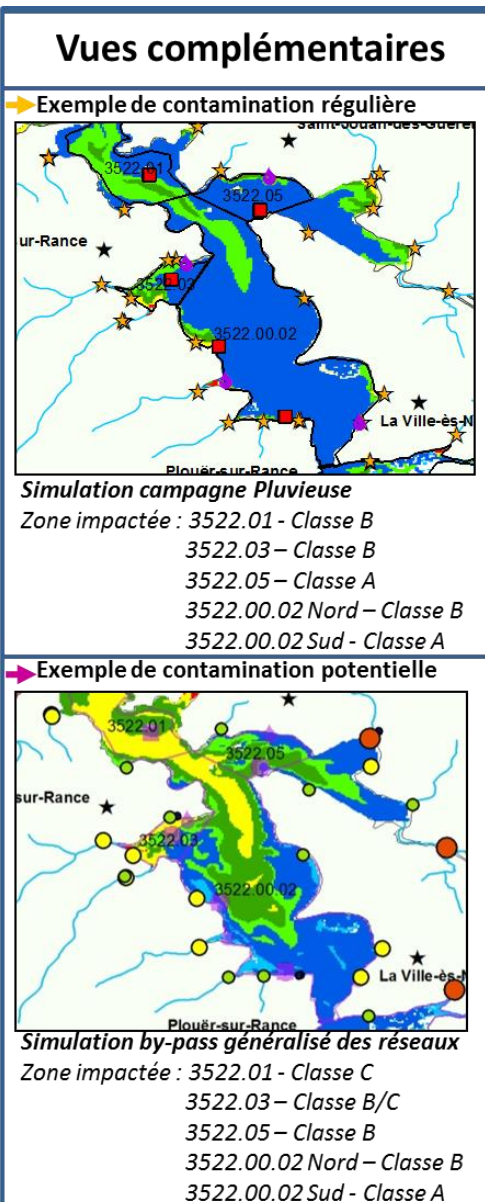 Vues complémentaires
Exemple de contamination régulière
3522.01
3522.05
ur-Rance
3522.03
3522.00.02
La Ville-ès-N
Plouër-sur-Rance
Simulation campagne Pluvieuse
Zone impactée : 3522.01 - Classe B
3522.03 – Classe B
3522.05 – Classe A
3522.00.02 Nord – Classe B
3522.00.02 Sud - Classe A
Exemple de contamination potentielle
3522.01
3522.05
sur-Rance
3522.03
3522.00.02
La Ville-ès-N
Plouër-sur-Rance
Simulation by-pass généralisé des réseaux
Zone impactée : 3522.01 - Classe C
3522.03 – Classe B/C
3522.05 – Classe B
3522.00.02 Nord – Classe B
3522.00.02 Sud - Classe A